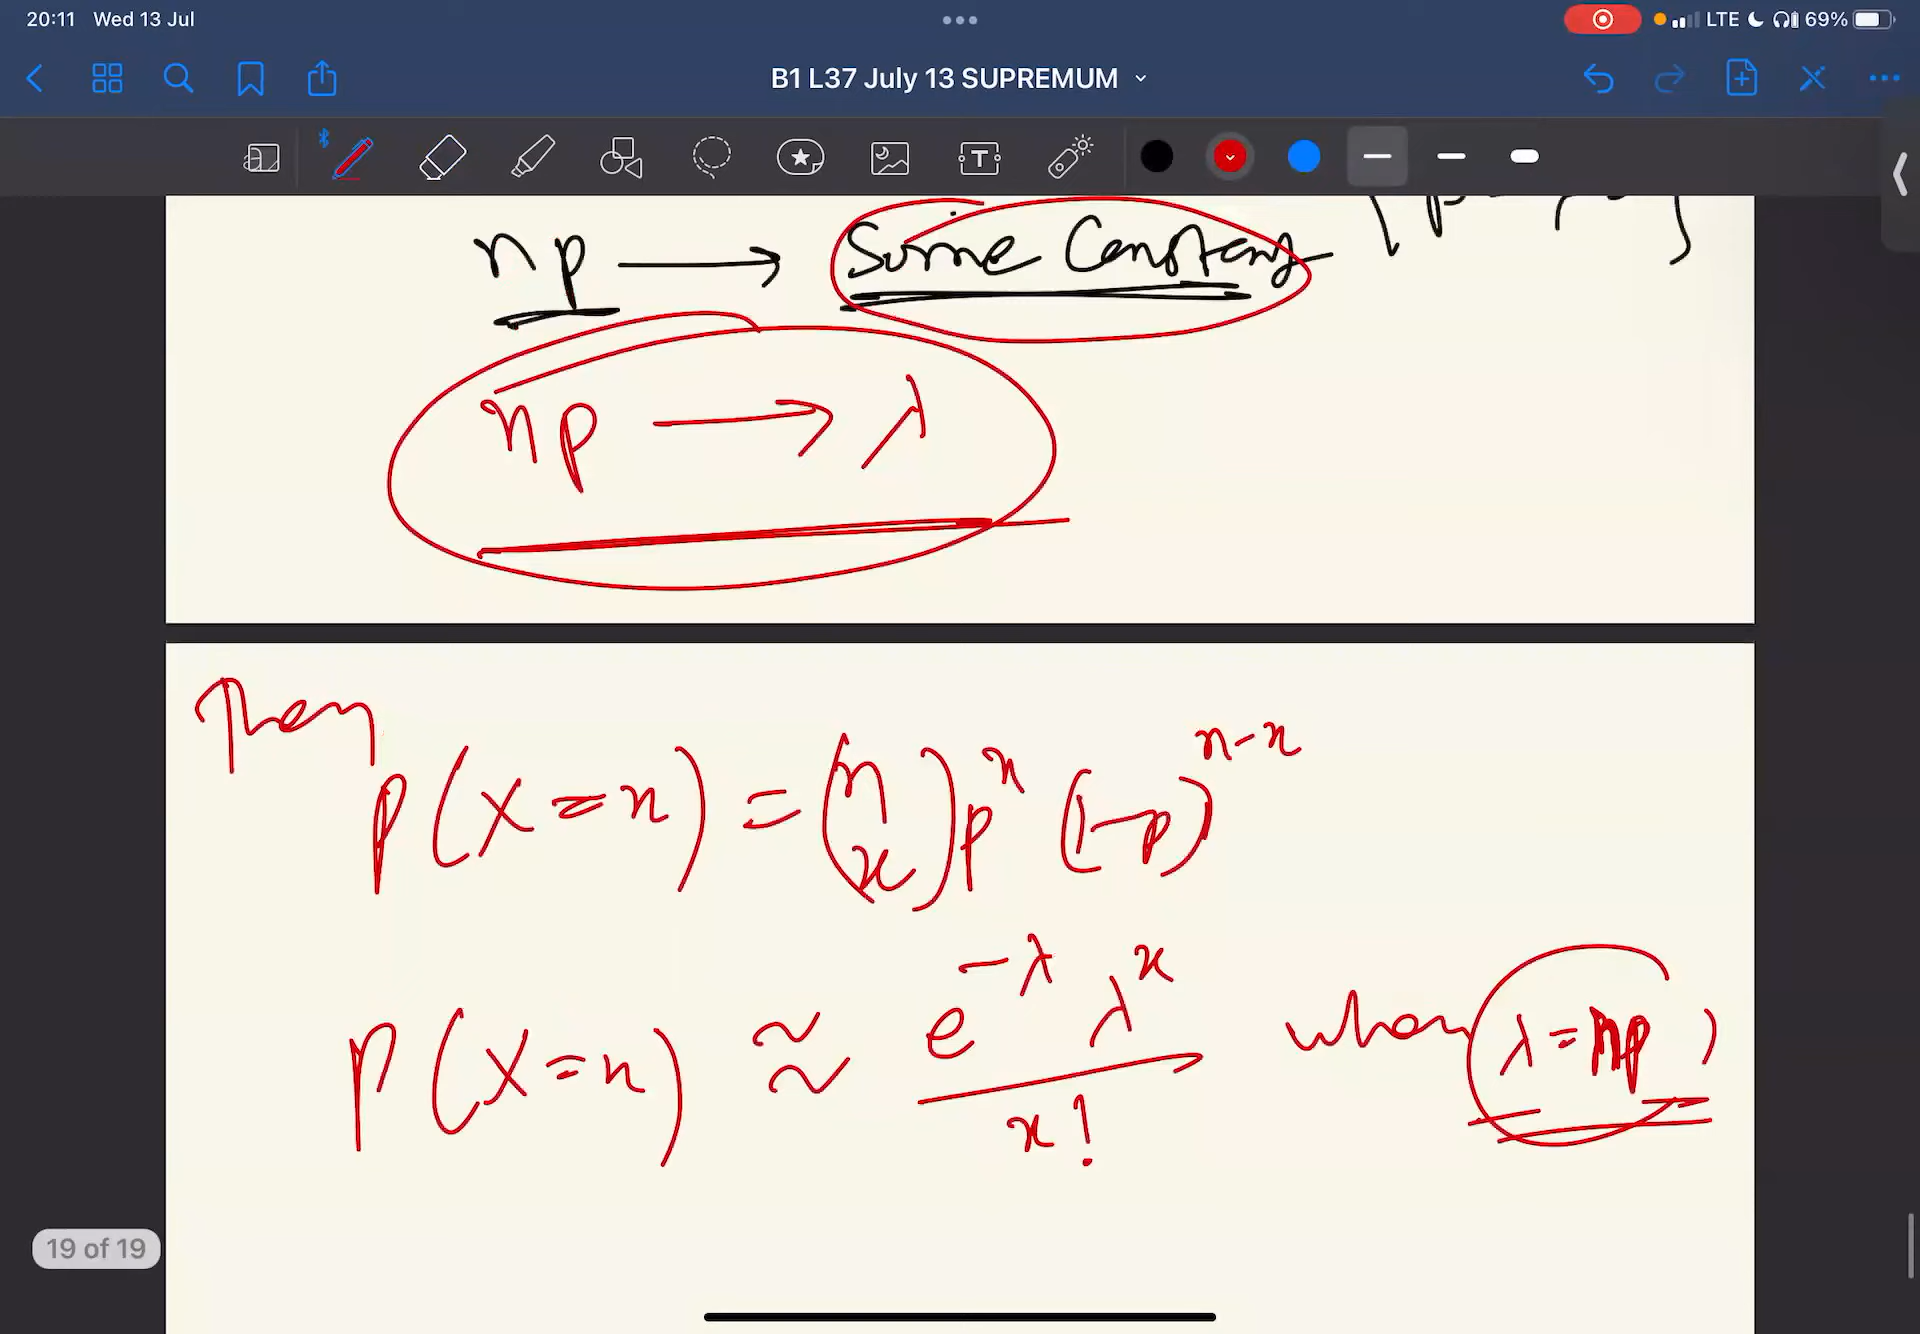 20:11 Wed 13 Jul
LTE 69%
B1 L37 July 13 SUPREMUM
T
np → Some Constant
np → λ
Then
P(X=x) = (n x) p^x (1-p)^{n-x}
P(X=x) ≈ e^{-λ} λ^x / x! when λ=np
19 of 19